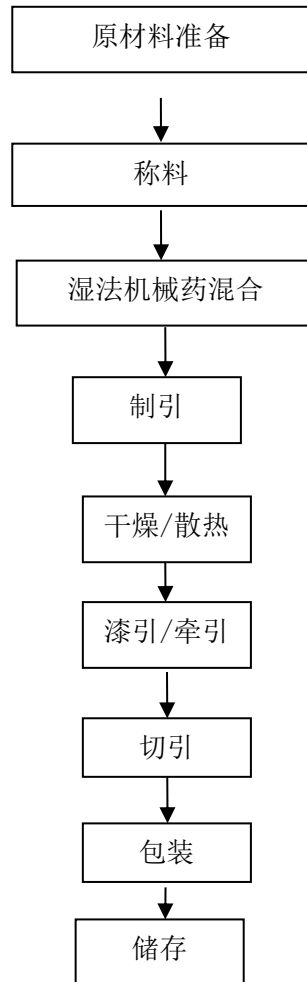 原材料准备
称料
湿法机械药混合
制引
干燥/散热
漆引/牵引
切引
包装
储存